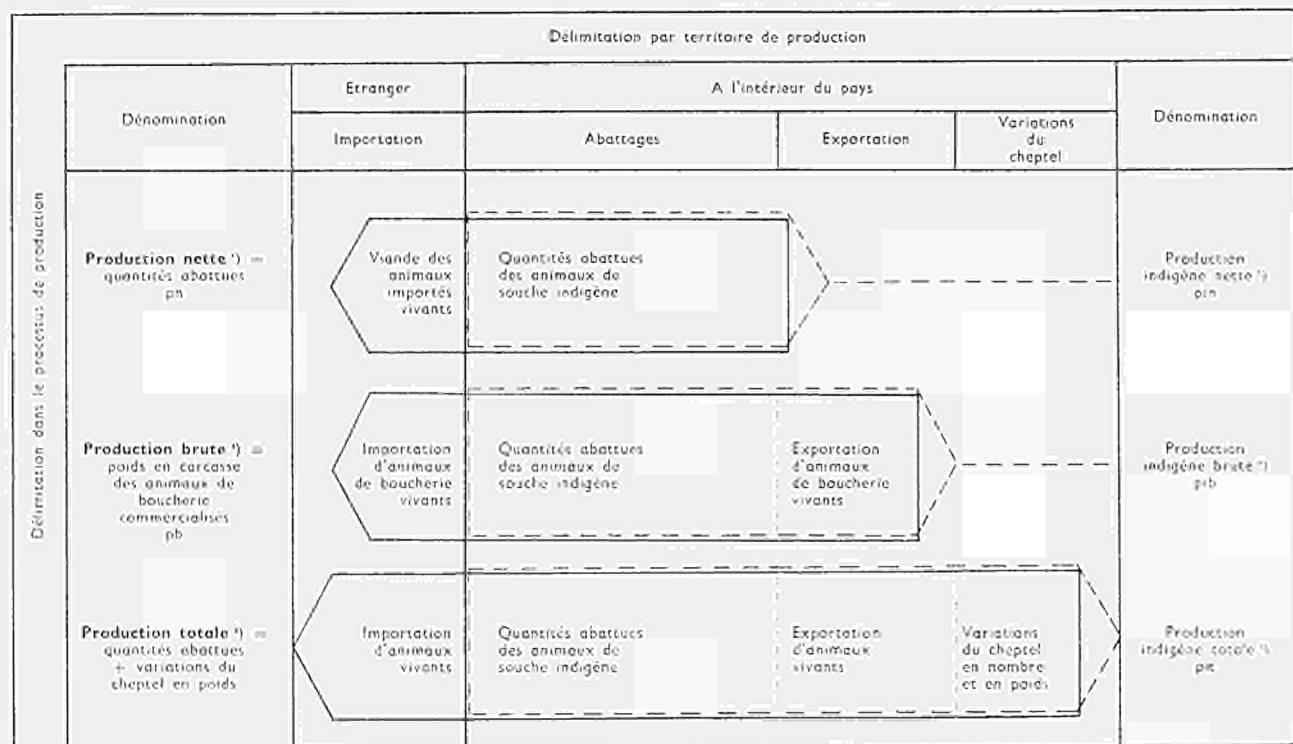 Délimitation par territoire de production
Délimitation dans le processus de production
Dénomination
Etranger
A l'intérieur du pays
Dénomination
Importation
Abattages
Exportation
Variations
du
cheptel
Production nette ¹) =
quantités abattues
pn
Viande des
animaux
importés
vivants
Quantités abattues
des animaux de
souche indigène
Production
indigène nette ¹)
pin
Production brute ¹) =
poids en carcasse
des animaux de
boucherie
commercialisés
pb
Importation
d'animaux
de boucherie
vivants
Quantités abattues
des animaux de
souche indigène
Exportation
d'animaux
de boucherie
vivants
Production
indigène brute ¹)
pib
Production totale ¹) =
quantités abattues
+ variations du
cheptel en poids
Importation
d'animaux
vivants
Quantités abattues
des animaux de
souche indigène
Exportation
d'animaux
vivants
Variations
du cheptel
en nombre
et en poids
Production
indigène totale ¹)
pit